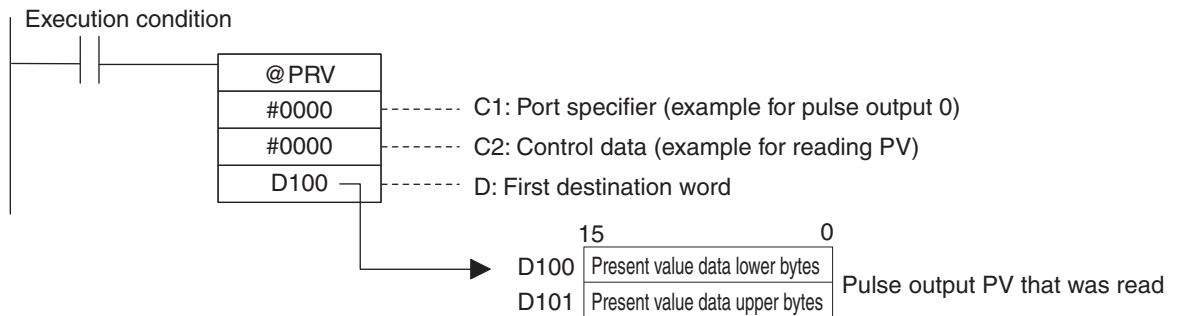 Execution condition
@PRV
#0000 C1: Port specifier (example for pulse output 0)
#0000 C2: Control data (example for reading PV)
D100 D: First destination word
15 0
D100 Present value data lower bytes
D101 Present value data upper bytes
Pulse output PV that was read